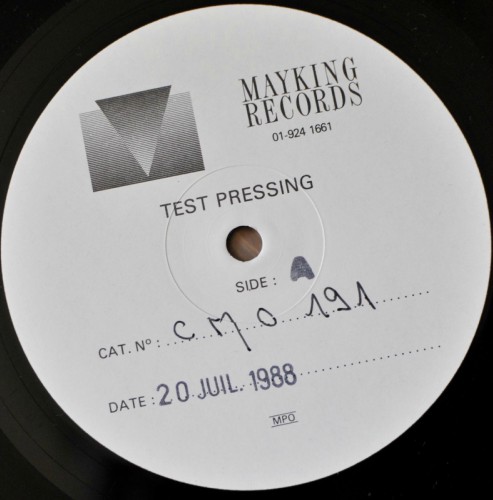 MAYKING
RECORDS
01-924 1661
TEST PRESSING
SIDE : A
CAT. Nº : CMO 191
DATE : 20 JUIL. 1988
MPO